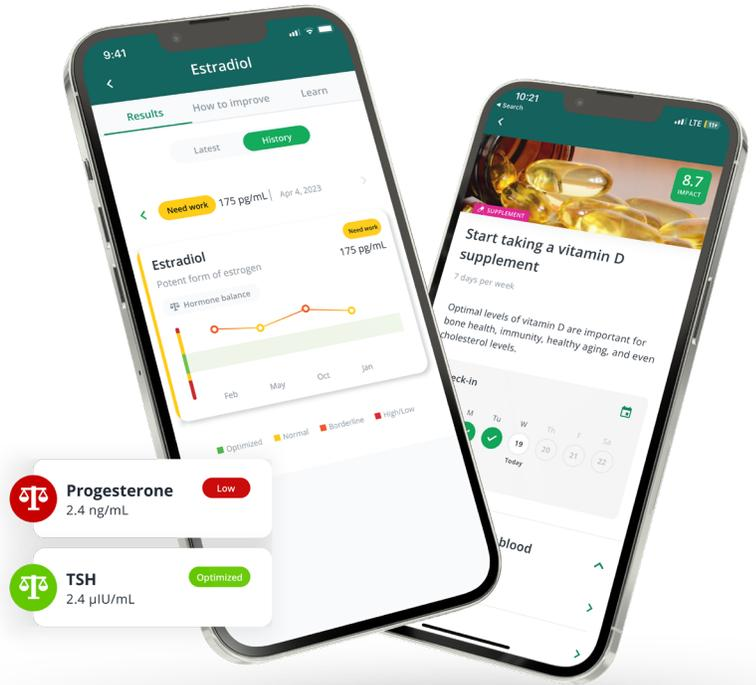 9:41
Estradiol
Results How to improve Learn
Latest History
Need work 175 pg/mL Apr 4, 2023
Need work
Estradiol
175 pg/mL
Potent form of estrogen
Hormone balance
Feb May Oct Jan
Optimized Normal Borderline High/Low
Progesterone Low
2.4 ng/mL
TSH Optimized
2.4 µIU/mL
10:21
Search
LTE 11+
8.7
IMPACT
SUPPLEMENT
Start taking a vitamin D
supplement
7 days per week
Optimal levels of vitamin D are important for
bone health, immunity, healthy aging, and even
cholesterol levels.
eck-in
M Tu W Th F Sa
19 20 21 22
Today
blood